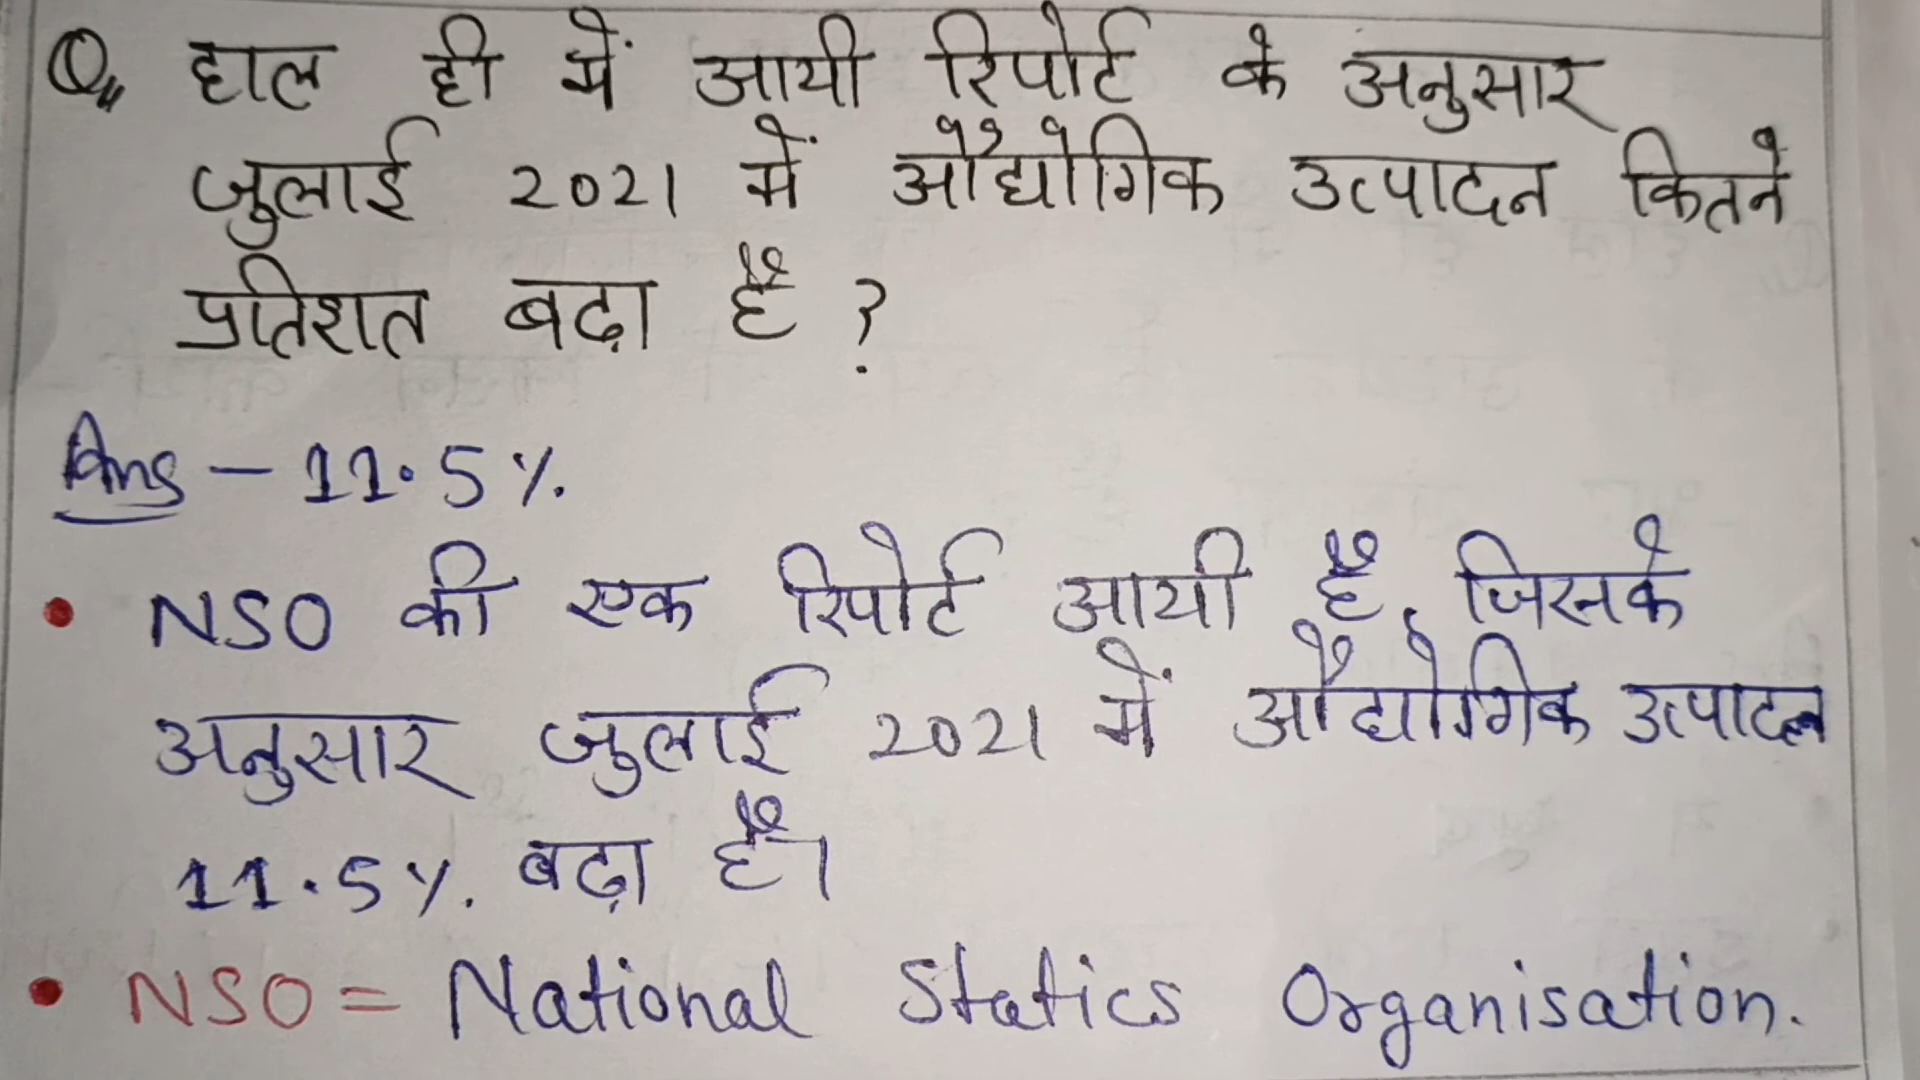 Q,, हाल ही में आयी रिपोर्ट के अनुसार
जुलाई 2021 में औद्योगिक उत्पादन कितने
प्रतिशत बढ़ा है ?
Ans – 11.5%.
• NSO की एक रिपोर्ट आयी है, जिसके
अनुसार जुलाई 2021 में औद्योगिक उत्पादन
11.5%. बढ़ा है।
• NSO = National Statics Organisation.